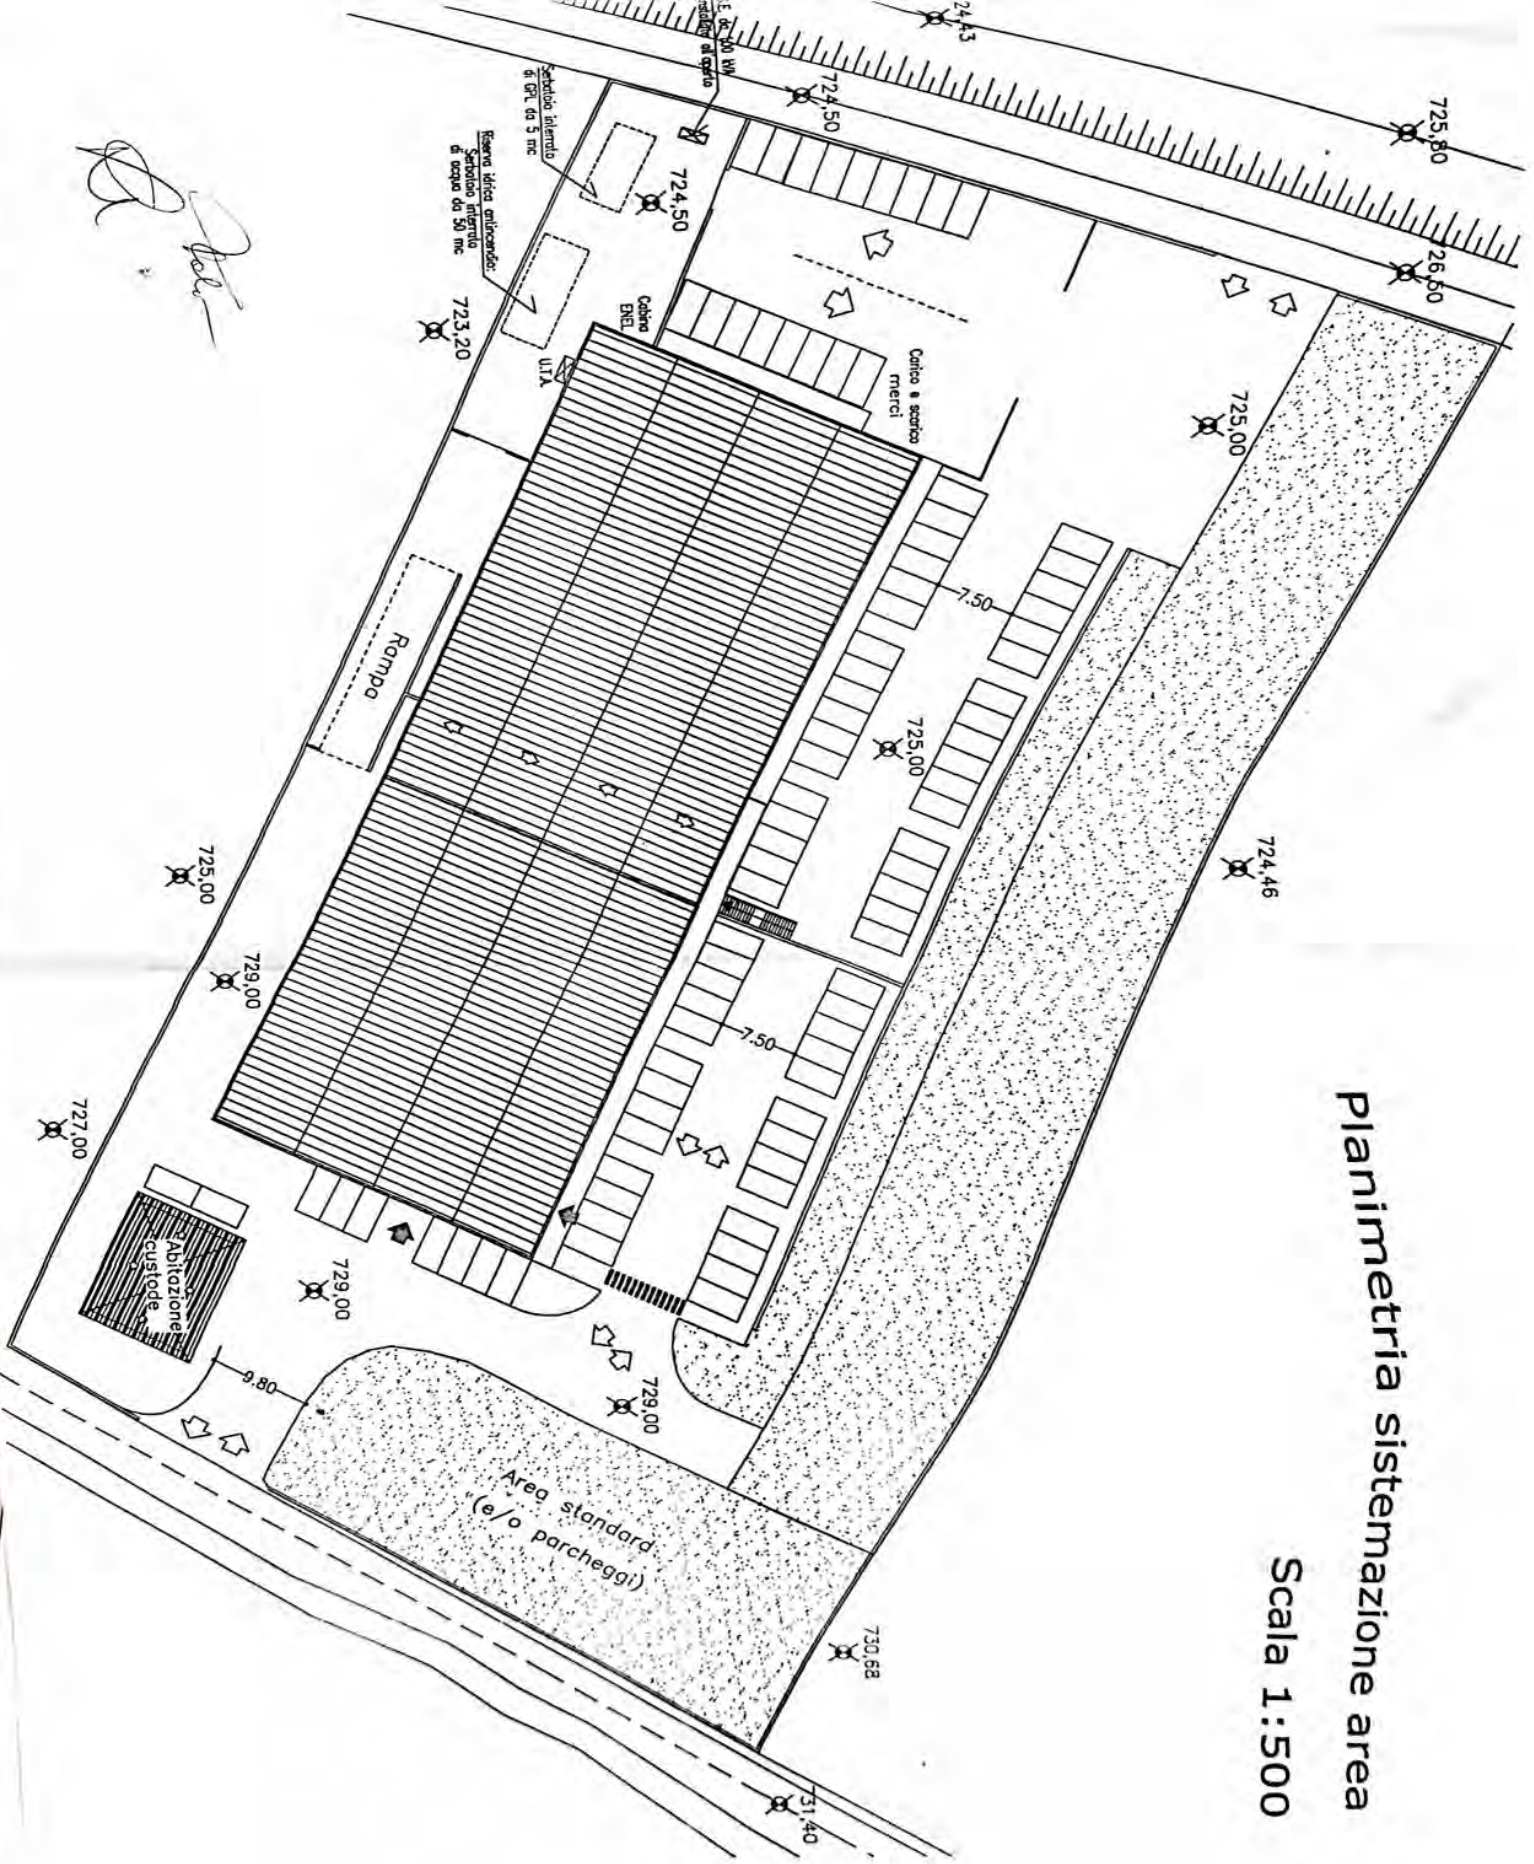 Planimetria sistemazione area
Scala 1:500
725,80
726,50
724,50
724,50
725,00
Carico e scarico
merci
Cabina
ENEL
U.T.A.
Serbatoio interrato
di GPL da 5 mc
Riserva idrica antincendio:
Serbatoio interrato
di acqua da 50 mc
723,20
7.50
725,00
Rampa
724,46
725,00
729,00
7.50
727,00
Abitazione
custode
729,00
9.80
729,00
Area standard
(e/o parcheggi)
730,68
731,40